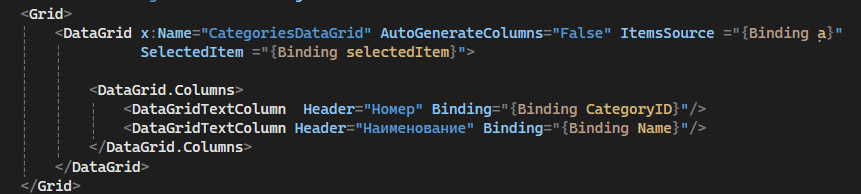 <Grid>
<DataGrid x:Name="CategoriesDataGrid" AutoGenerateColumns="False" ItemsSource ="{Binding a}"
SelectedItem ="{Binding selectedItem}">
<DataGrid.Columns>
<DataGridTextColumn  Header="Номер" Binding="{Binding CategoryID}"/>
<DataGridTextColumn Header="Наименование" Binding="{Binding Name}"/>
</DataGrid.Columns>
</DataGrid>
</Grid>